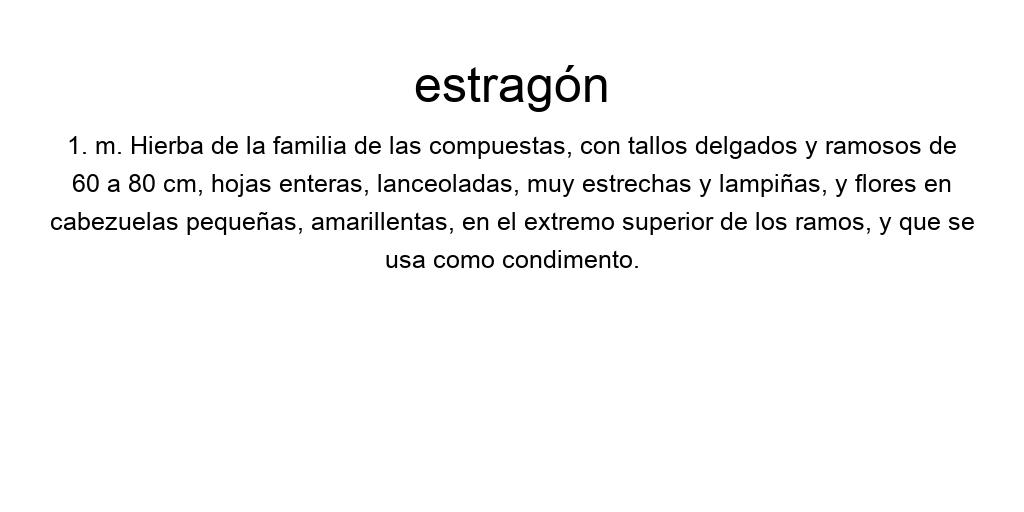 estragón
1. m. Hierba de la familia de las compuestas, con tallos delgados y ramosos de
60 a 80 cm, hojas enteras, lanceoladas, muy estrechas y lampiñas, y flores en
cabezuelas pequeñas, amarillentas, en el extremo superior de los ramos, y que se
usa como condimento.